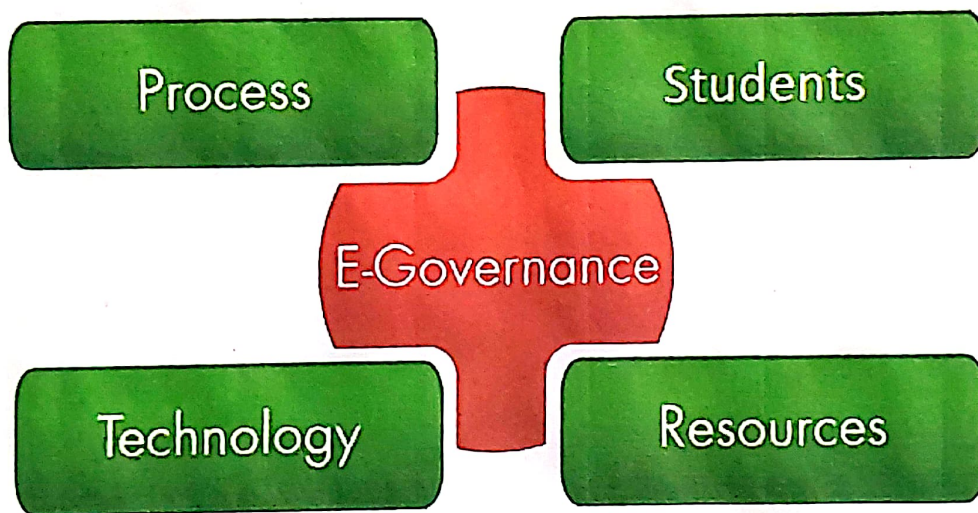 Process
Students
E-Governance
Technology
Resources